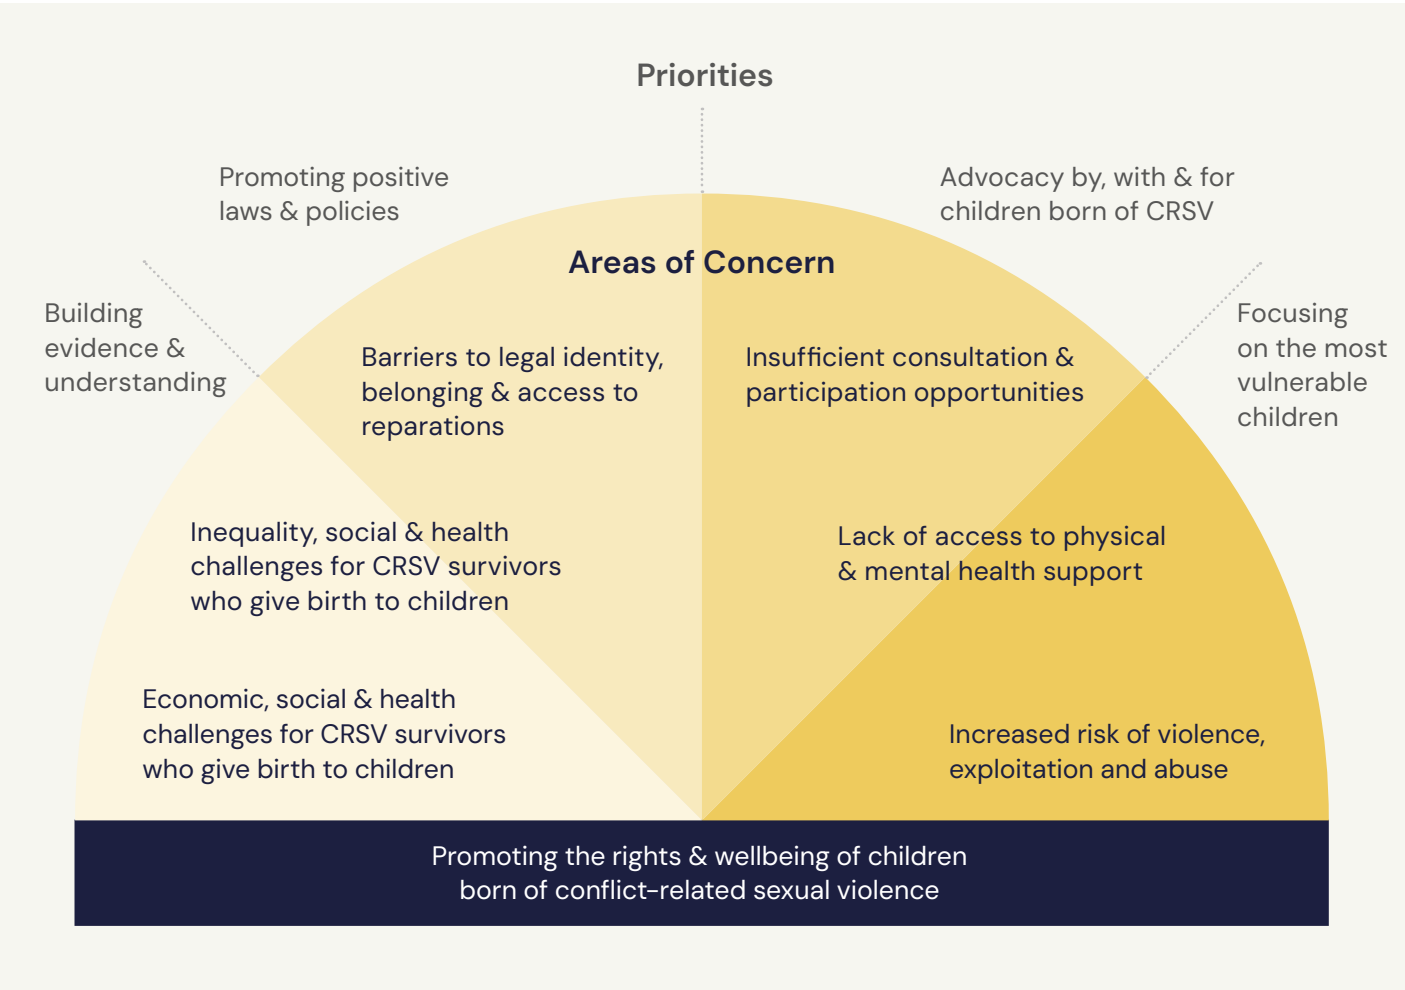 Priorities
Promoting positive
laws & policies
Advocacy by, with & for
children born of CRSV
Building
evidence &
understanding
Focusing
on the most
vulnerable
children
Areas of Concern
Barriers to legal identity,
belonging & access to
reparations
Insufficient consultation &
participation opportunities
Inequality, social & health
challenges for CRSV survivors
who give birth to children
Lack of access to physical
& mental health support
Economic, social & health
challenges for CRSV survivors
who give birth to children
Increased risk of violence,
exploitation and abuse
Promoting the rights & wellbeing of children
born of conflict-related sexual violence